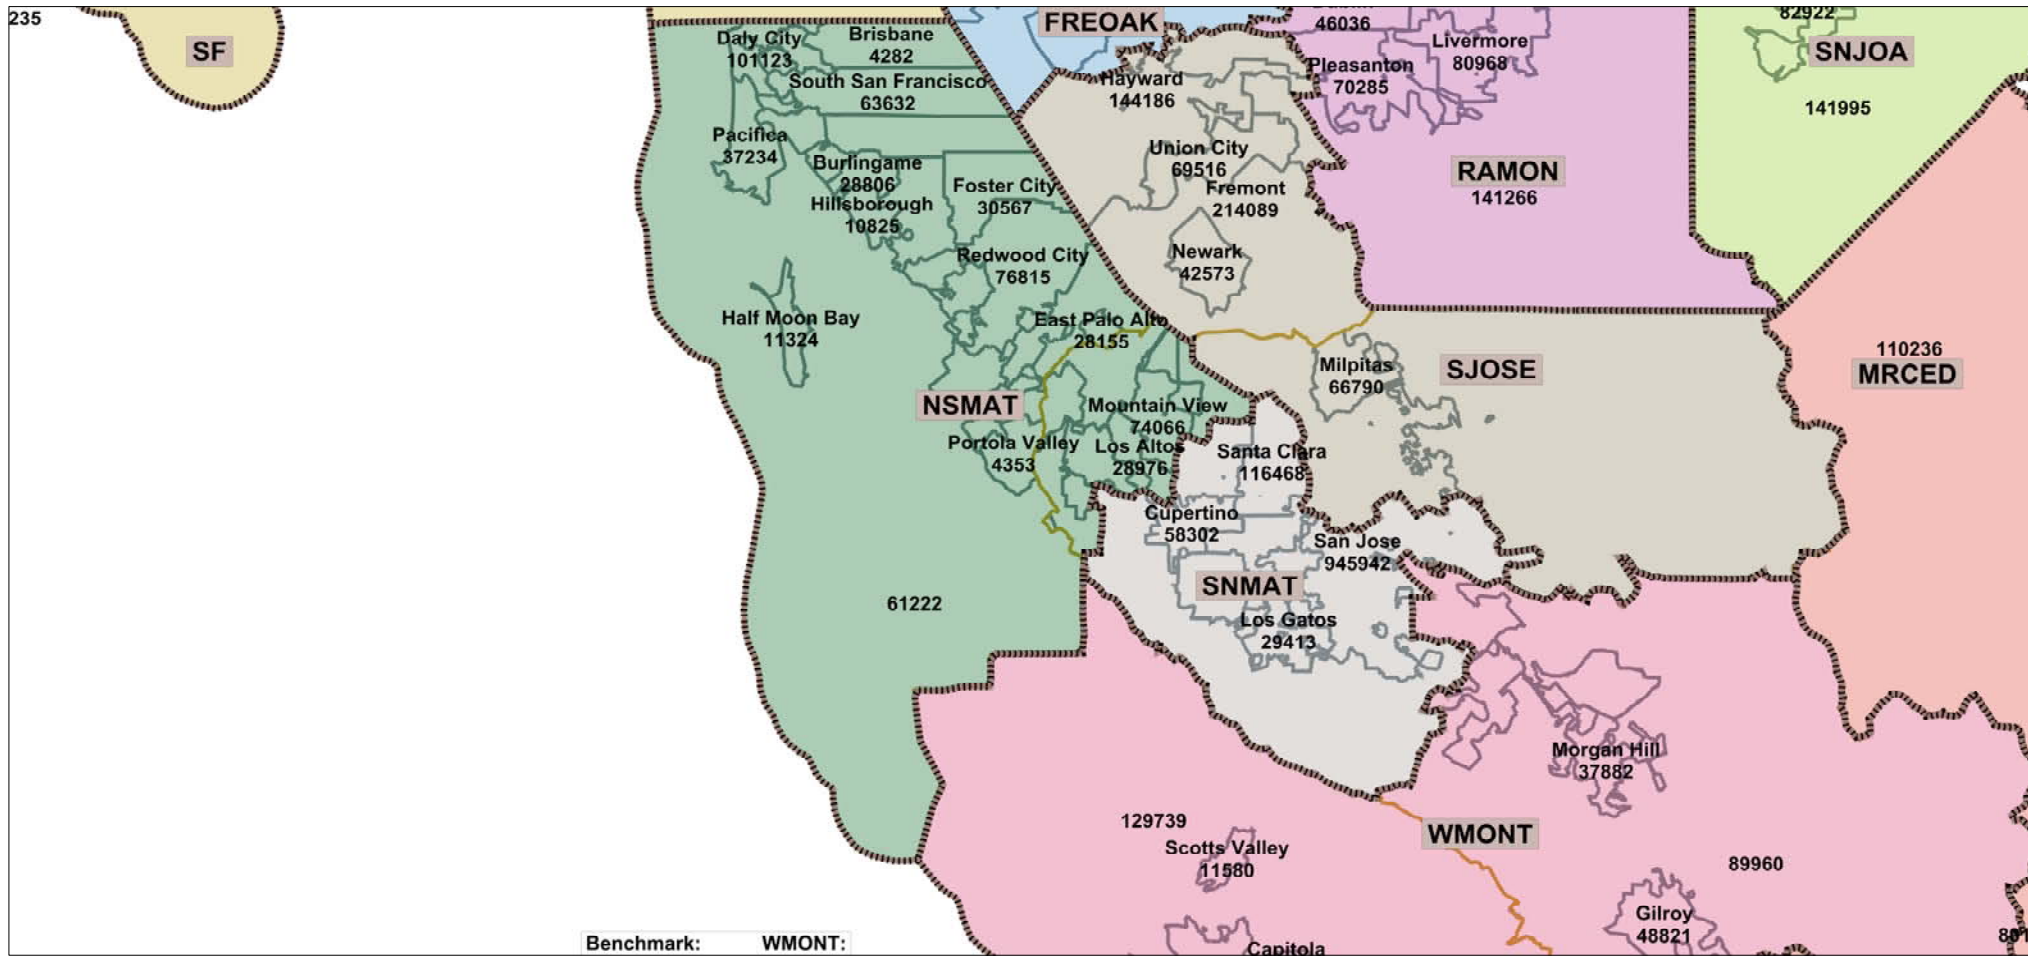 235
SF
FREOAK
SNJOA
46036
82922
141995
Daly City
101123
Brisbane
4282
South San Francisco
63632
Pacifica
37234
Burlingame
28806
Hillsborough
10825
Foster City
30567
Redwood City
76815
Half Moon Bay
11324
East Palo Alto
28155
NSMAT
Mountain View
74066
Portola Valley
4353
Los Altos
28976
61222
Hayward
144186
Union City
69516
Fremont
214089
Newark
42573
Pleasanton
70285
Livermore
80968
RAMON
141266
Milpitas
66790
SJOSE
110236
MRCED
Santa Clara
116468
Cupertino
58302
San Jose
945942
SNMAT
Los Gatos
29413
Morgan Hill
37882
129739
Scotts Valley
11580
WMONT
89960
Gilroy
48821
Capitola
Benchmark: WMONT: